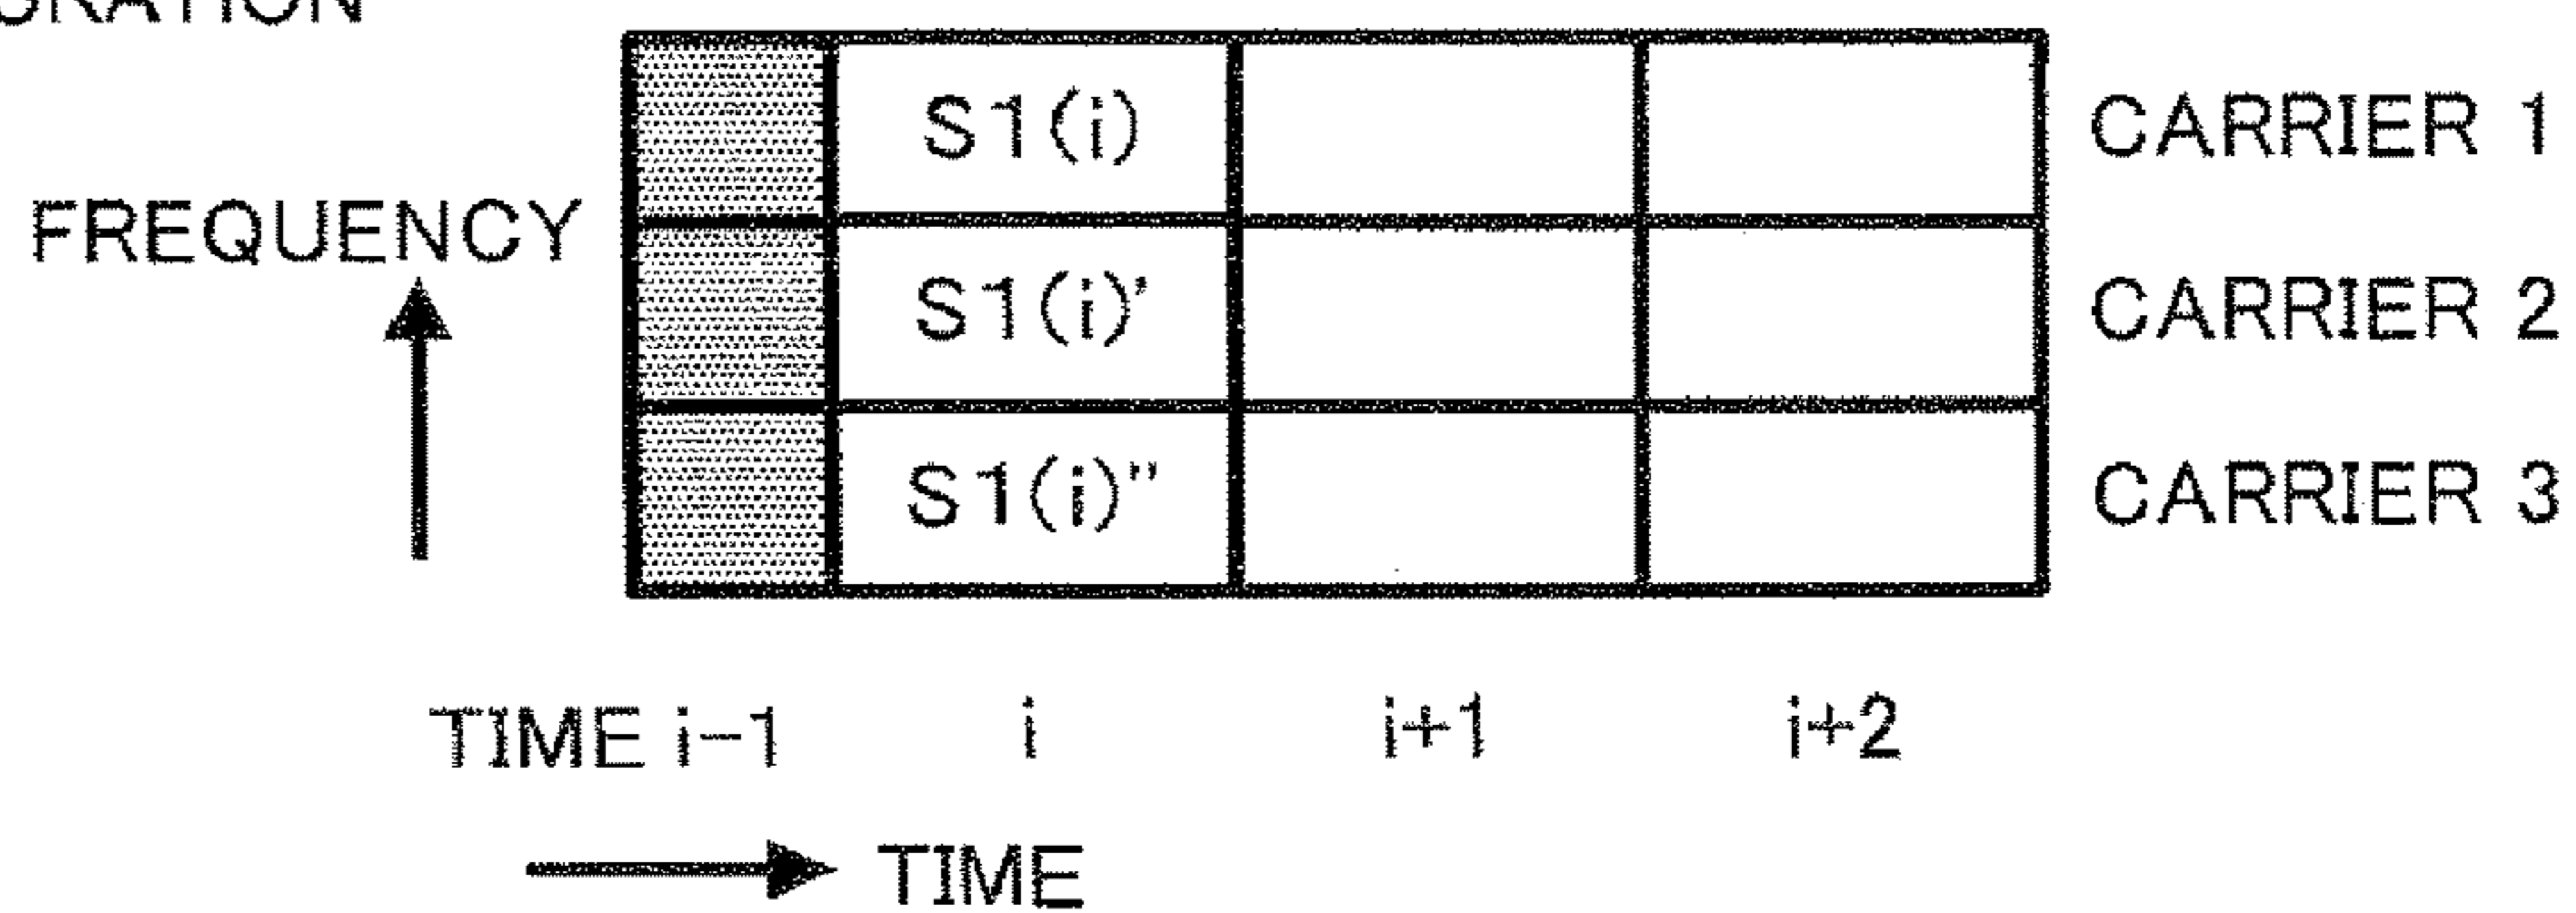 S1(i) CARRIER 1
FREQUENCY
S1(i)' CARRIER 2
S1(i)" CARRIER 3
TIME i-1 i i+1 i+2
TIME